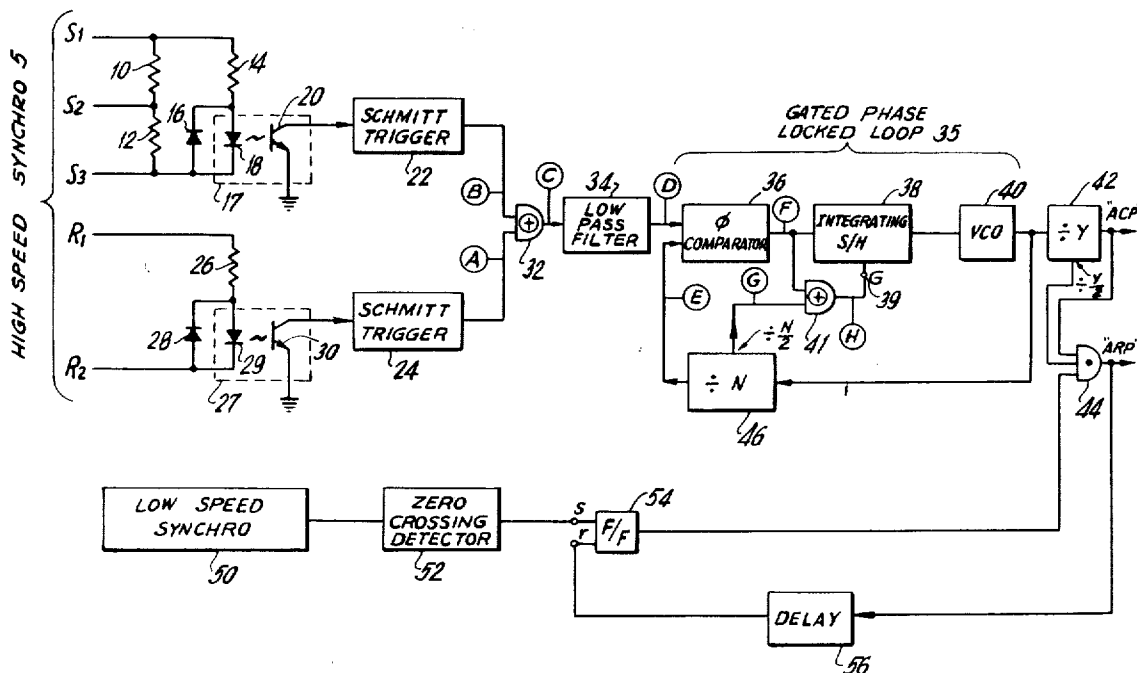 HIGH SPEED SYNCHRO 5
S1
S2
S3
R1
R2
10
12
14
16
18
20
17
26
28
29
30
27
SCHMITT
TRIGGER
22
SCHMITT
TRIGGER
24
B
A
C
32
34
LOW
PASS
FILTER
D
GATED PHASE
LOCKED LOOP 35
36
φ
COMPARATOR
E
F
38
INTEGRATING
S/H
G
39
G
41
H
÷ N/2
÷ N
46
40
VCO
42
÷ Y
÷ Y/2
"ACP"
"ARP"
44
LOW SPEED
SYNCHRO
50
ZERO
CROSSING
DETECTOR
52
S
r
F/F
54
DELAY
56